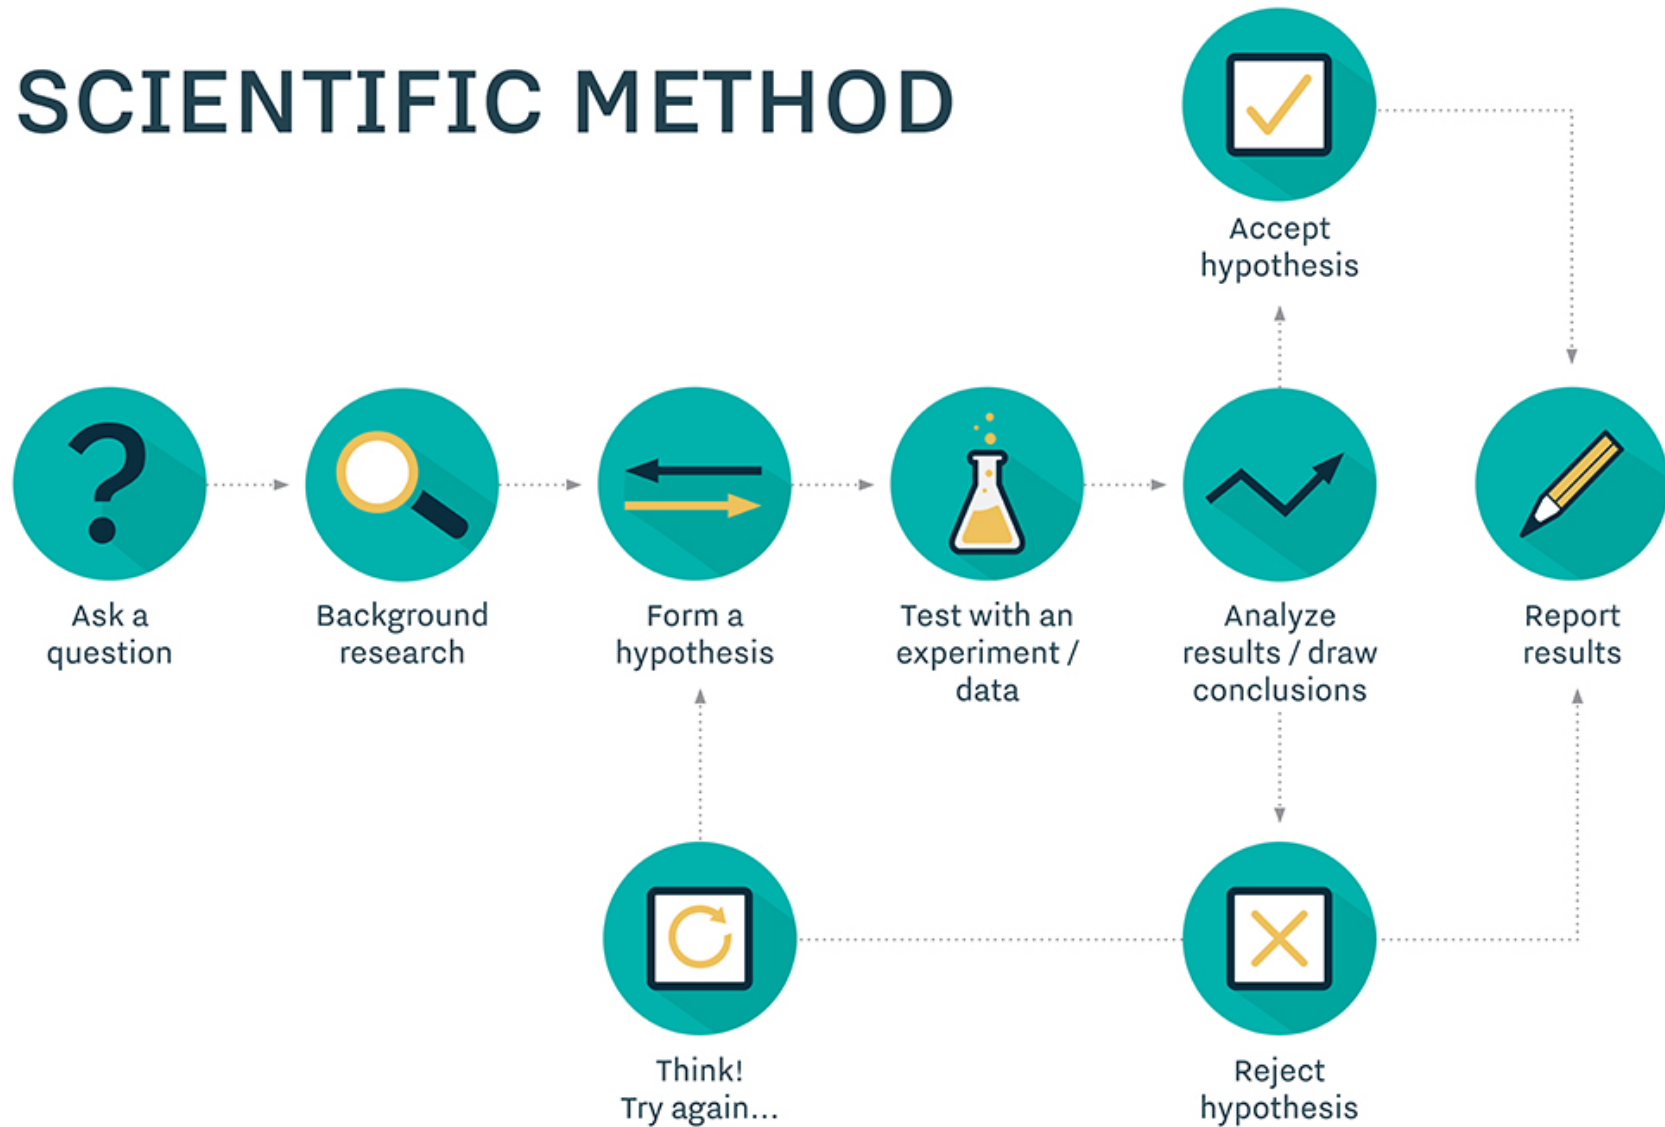 SCIENTIFIC METHOD
Accept
hypothesis
Ask a
question
Background
research
Form a
hypothesis
Test with an
experiment /
data
Analyze
results / draw
conclusions
Report
results
Think!
Try again...
Reject
hypothesis